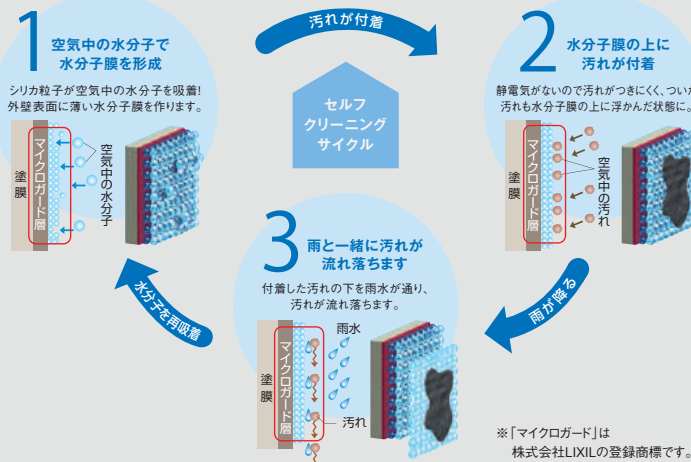 1
空気中の水分子で
水分子膜を形成
シリカ粒子が空気中の水分子を吸着!
外壁表面に薄い水分子膜を作ります。
塗膜
マイクロガード層
空気中の水分子
汚れが付着
セルフ
クリーニング
サイクル
2
水分子膜の上に
汚れが付着
静電気がないので汚れがつきにくく、ついた
汚れも水分子膜の上に浮かんだ状態に。
塗膜
マイクロガード層
空気中の汚れ
雨が降る
3
雨と一緒に汚れが
流れ落ちます
付着した汚れの下を雨水が通り、
汚れが流れ落ちます。
塗膜
マイクロガード層
雨水
汚れ
水分子を再吸着
※「マイクロガード」は
株式会社LIXILの登録商標です。